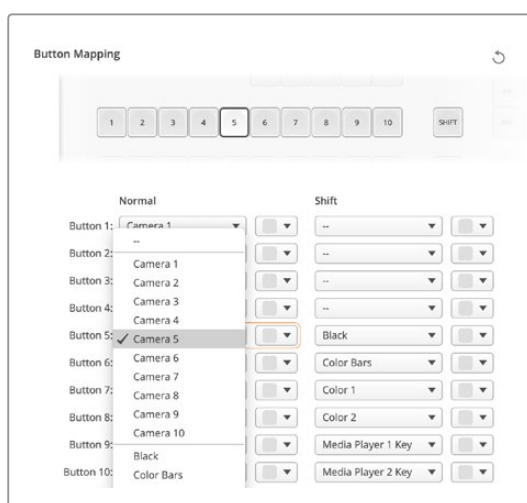 Button Mapping
1 2 3 4 5 6 7 8 9 10 SHIFT
Normal Shift
Button 1: Camera 1 --
Button 2: --
Button 3: --
Button 4: --
Button 5: Black
Button 6: Color Bars
Button 7: Color 1
Button 8: Color 2
Button 9: Media Player 1 Key
Button 10: Media Player 2 Key
--
Camera 1
Camera 2
Camera 3
Camera 4
Camera 5
Camera 6
Camera 7
Camera 8
Camera 9
Camera 10
Black
Color Bars